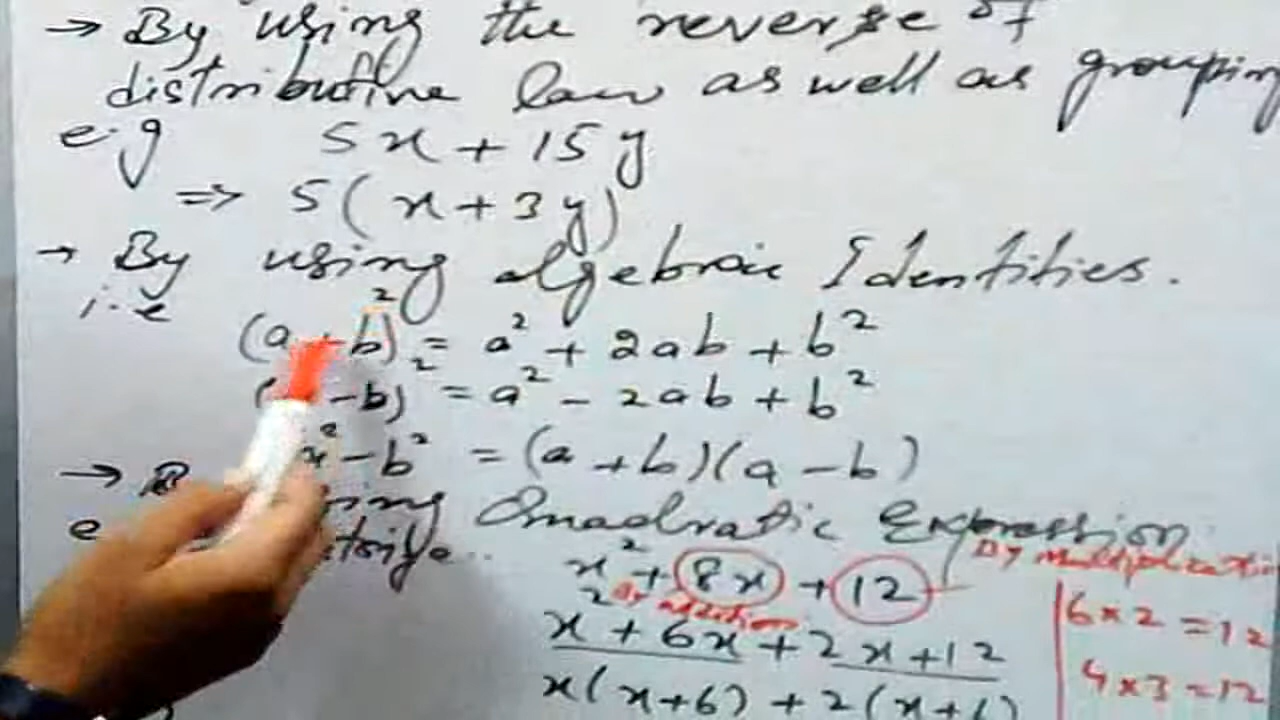 → By using the reverse of
distributive law as well as grouping
e.g 5x + 15y
=> 5(x + 3y)
→ By using algebraic Identities.
i.e
(a + b)² = a² + 2ab + b²
- b)² = a² - 2ab + b²
² - b² = (a + b)(a - b)
→ Quadratic Expression
By Multiplication
x² + 8x + 12
By addition
6 x 2 = 12
x² + 6x + 2x + 12
4 x 3 = 12
x(x+6) + 2(x+